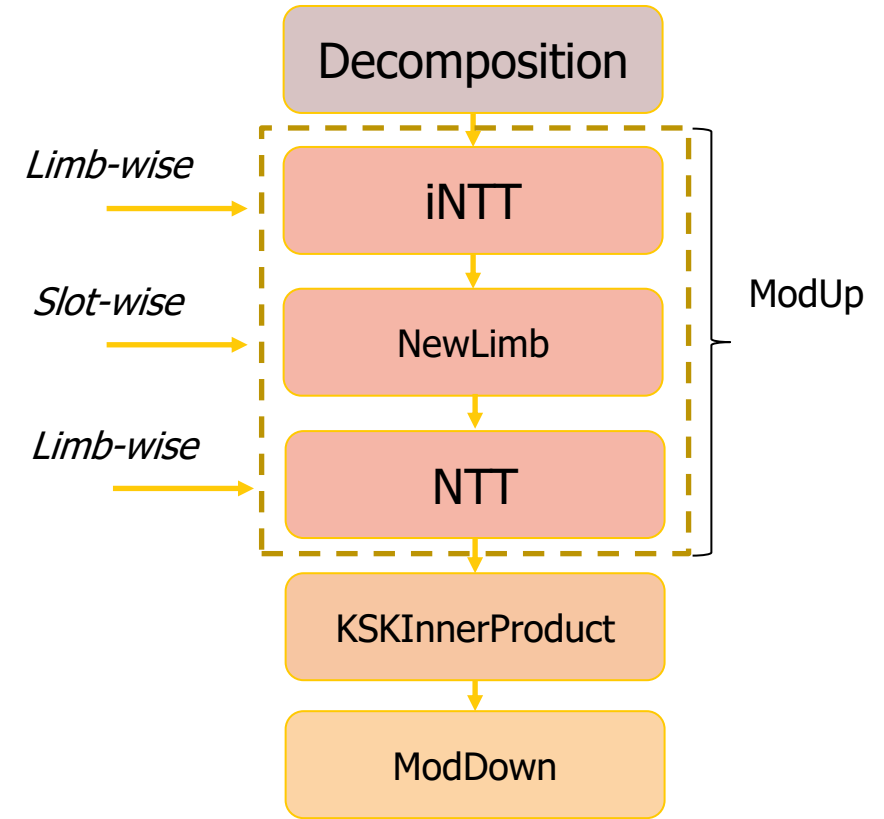 Decomposition
Limb-wise
iNTT
Slot-wise
NewLimb
ModUp
Limb-wise
NTT
KSKInnerProduct
ModDown